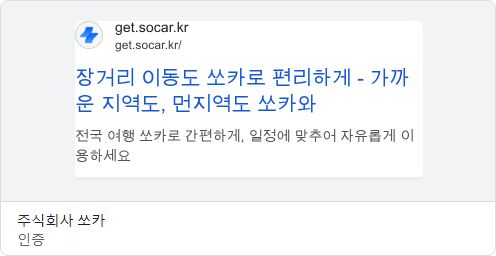 get.socar.kr
get.socar.kr/
장거리 이동도 쏘카로 편리하게 - 가까
운 지역도, 먼지역도 쏘카와
전국 여행 쏘카로 간편하게, 일정에 맞추어 자유롭게 이
용하세요
주식회사 쏘카
인증